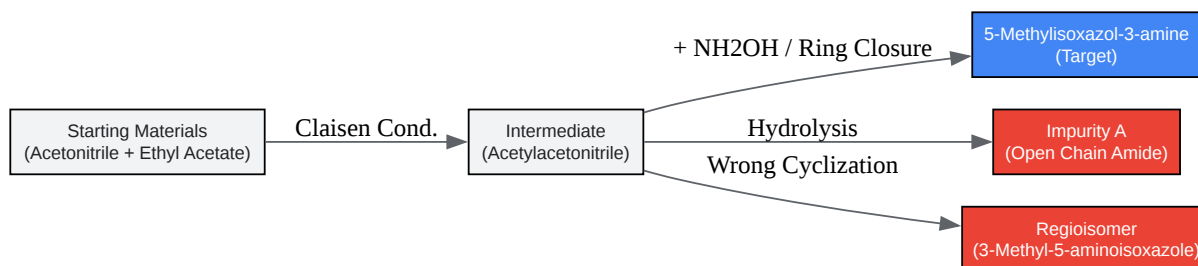 Starting Materials
(Acetonitrile + Ethyl Acetate)
Claisen Cond.
Intermediate
(Acetylacetonitrile)
+ NH2OH / Ring Closure
5-Methylisoxazol-3-amine
(Target)
Hydrolysis
Impurity A
(Open Chain Amide)
Wrong Cyclization
Regioisomer
(3-Methyl-5-aminoisoxazole)